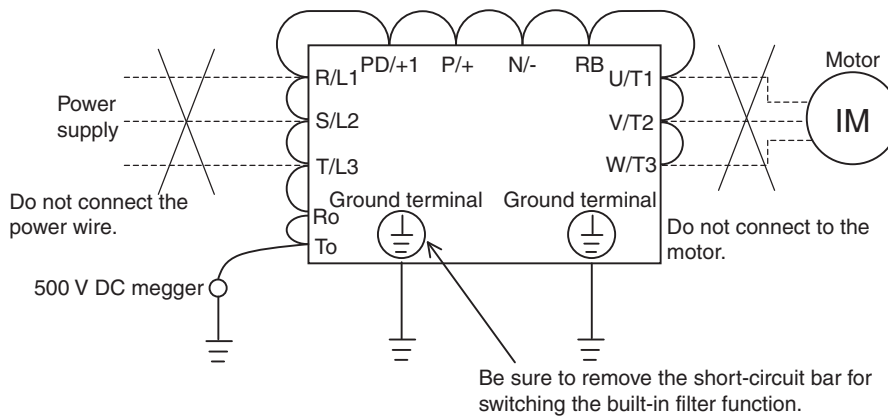 PD/+1 P/+ N/- RB
Motor
R/L1
U/T1
Power
supply
S/L2
V/T2
IM
T/L3
W/T3
Do not connect the
power wire.
Ground terminal
Ground terminal
Do not connect to the
motor.
Ro
To
500 V DC megger
Be sure to remove the short-circuit bar for
switching the built-in filter function.